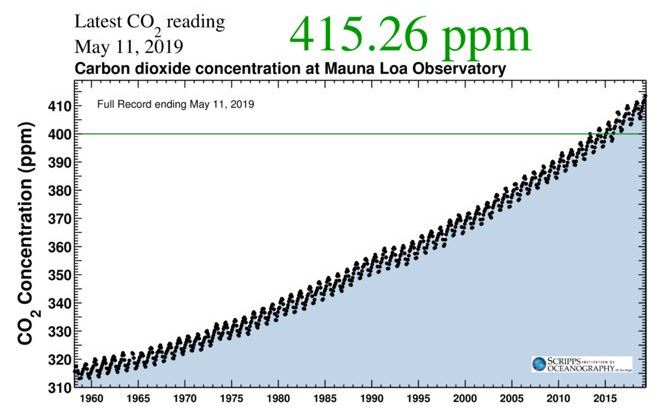 Latest CO2 reading
May 11, 2019
415.26 ppm
Carbon dioxide concentration at Mauna Loa Observatory
Full Record ending May 11, 2019
CO2 Concentration (ppm)
410
400
390
380
370
360
350
340
330
320
310
1960 1965 1970 1975 1980 1985 1990 1995 2000 2005 2010 2015
SCRIPPS INSTITUTION OF
OCEANOGRAPHY